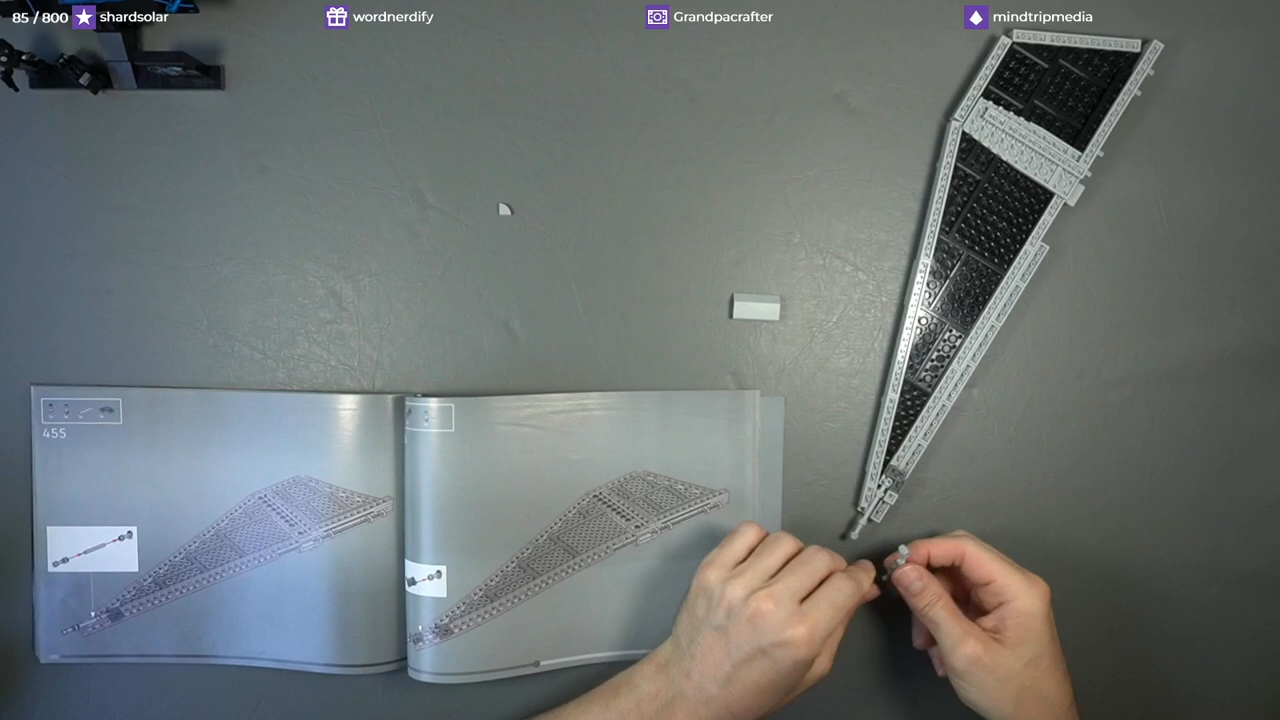 85 / 800 shardsolar
wordnerdify
Grandpacrafter
mindtripmedia
455